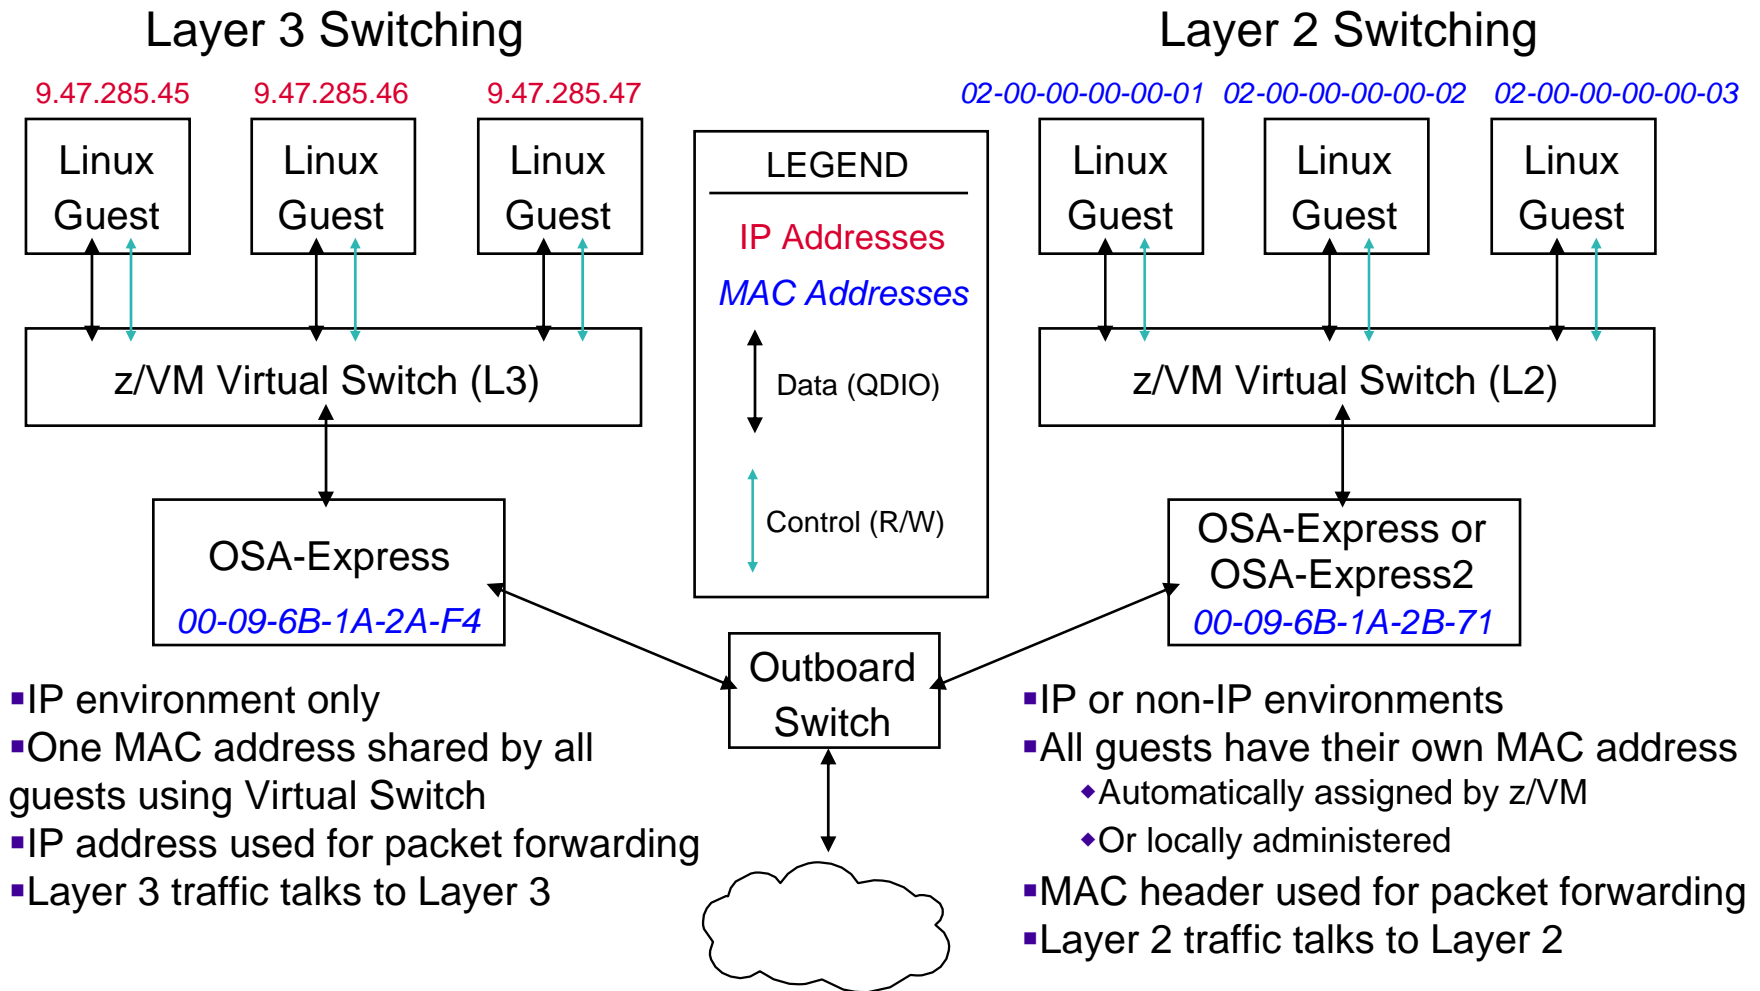 Layer 3 Switching
9.47.285.45 9.47.285.46 9.47.285.47
Linux Guest
Linux Guest
Linux Guest
z/VM Virtual Switch (L3)
OSA-Express
00-09-6B-1A-2A-F4
▪IP environment only
▪One MAC address shared by all
guests using Virtual Switch
▪IP address used for packet forwarding
▪Layer 3 traffic talks to Layer 3
LEGEND
IP Addresses
MAC Addresses
Data (QDIO)
Control (R/W)
Outboard
Switch
Layer 2 Switching
02-00-00-00-00-01 02-00-00-00-00-02 02-00-00-00-00-03
Linux Guest
Linux Guest
Linux Guest
z/VM Virtual Switch (L2)
OSA-Express or
OSA-Express2
00-09-6B-1A-2B-71
▪IP or non-IP environments
▪All guests have their own MAC address
◆Automatically assigned by z/VM
◆Or locally administered
▪MAC header used for packet forwarding
▪Layer 2 traffic talks to Layer 2